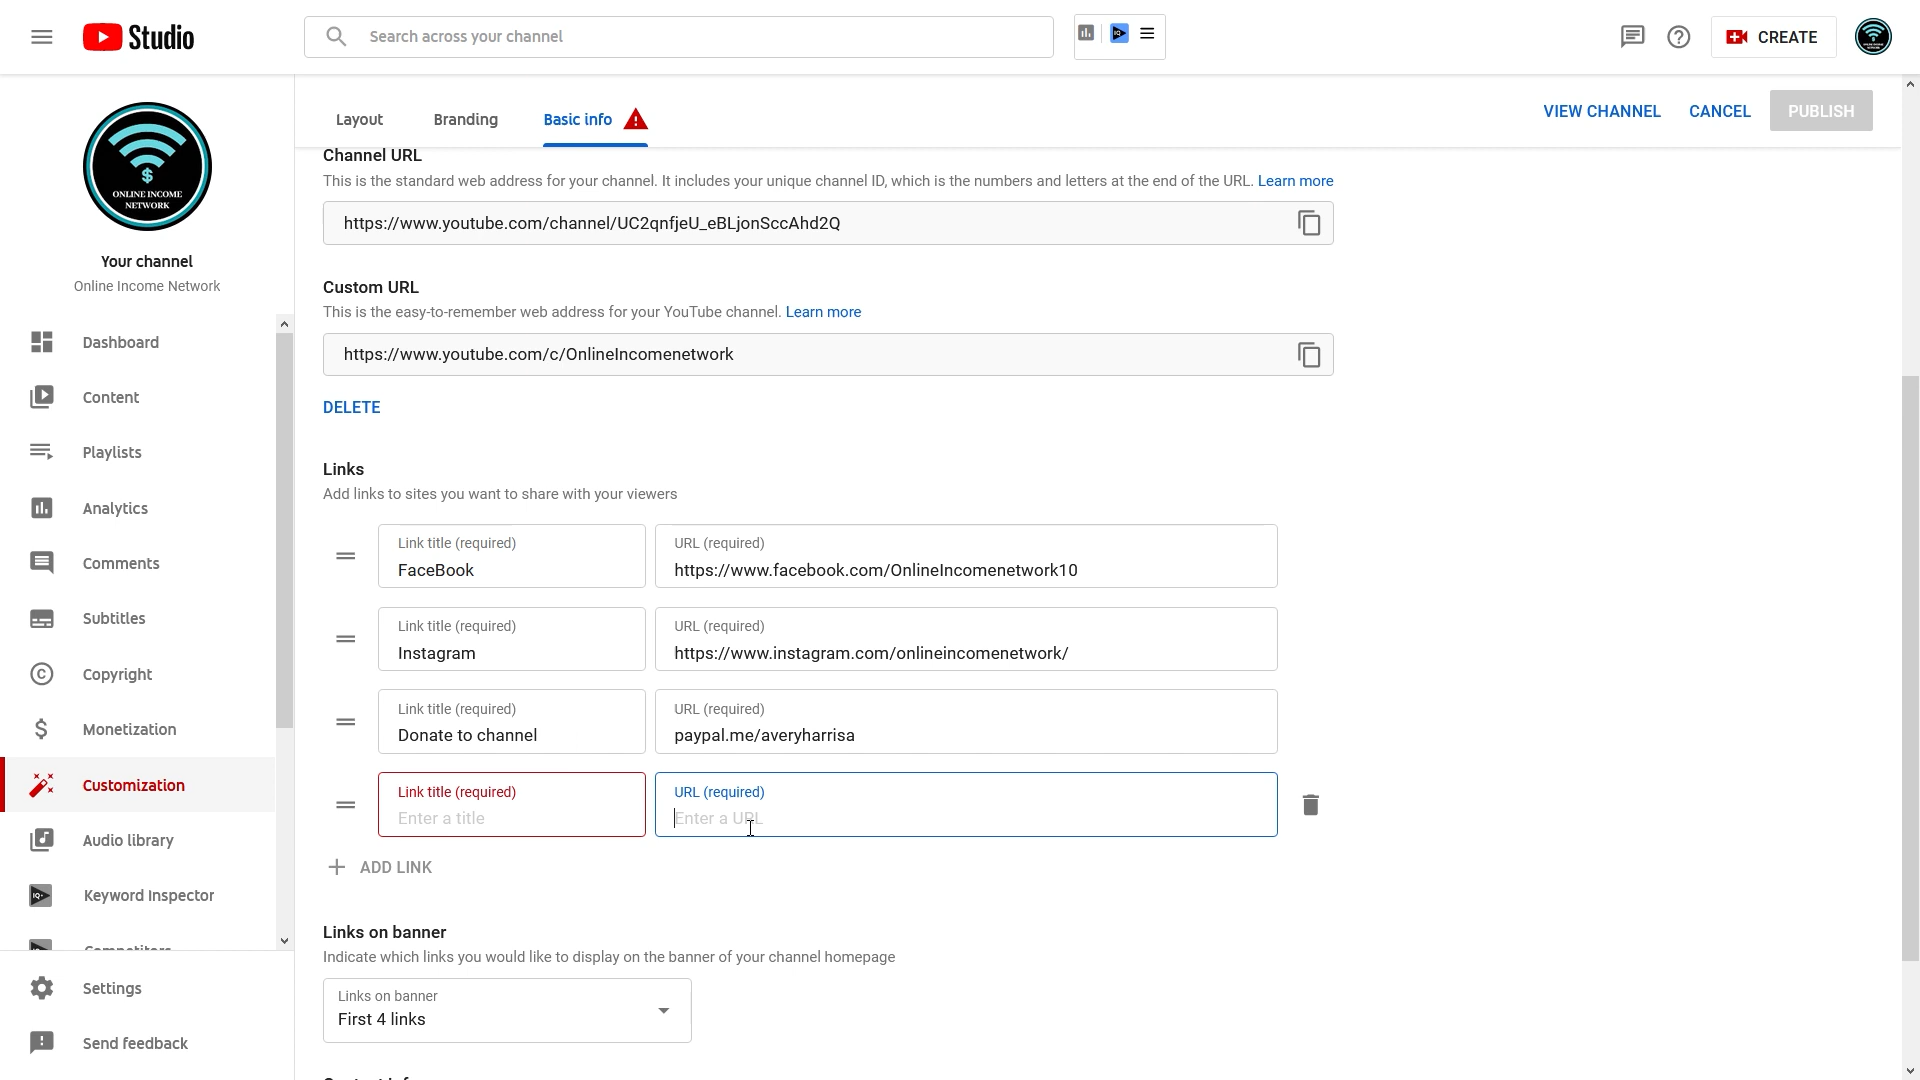 Studio
Search across your channel
CREATE
ONLINE INCOME
NETWORK
Your channel
Online Income Network
Dashboard
Content
Playlists
Analytics
Comments
Subtitles
Copyright
Monetization
Customization
Audio library
Keyword Inspector
Competitors
Settings
Send feedback
Layout
Branding
Basic info
VIEW CHANNEL
CANCEL
PUBLISH
Channel URL
This is the standard web address for your channel. It includes your unique channel ID, which is the numbers and letters at the end of the URL. Learn more
https://www.youtube.com/channel/UC2qnfjeU_eBLjonSccAhd2Q
Custom URL
This is the easy-to-remember web address for your YouTube channel. Learn more
https://www.youtube.com/c/OnlineIncomenetwork
DELETE
Links
Add links to sites you want to share with your viewers
Link title (required)
FaceBook
URL (required)
https://www.facebook.com/OnlineIncomenetwork10
Link title (required)
Instagram
URL (required)
https://www.instagram.com/onlineincomenetwork/
Link title (required)
Donate to channel
URL (required)
paypal.me/averyharrisa
Link title (required)
Enter a title
URL (required)
Enter a URL
ADD LINK
Links on banner
Indicate which links you would like to display on the banner of your channel homepage
Links on banner
First 4 links